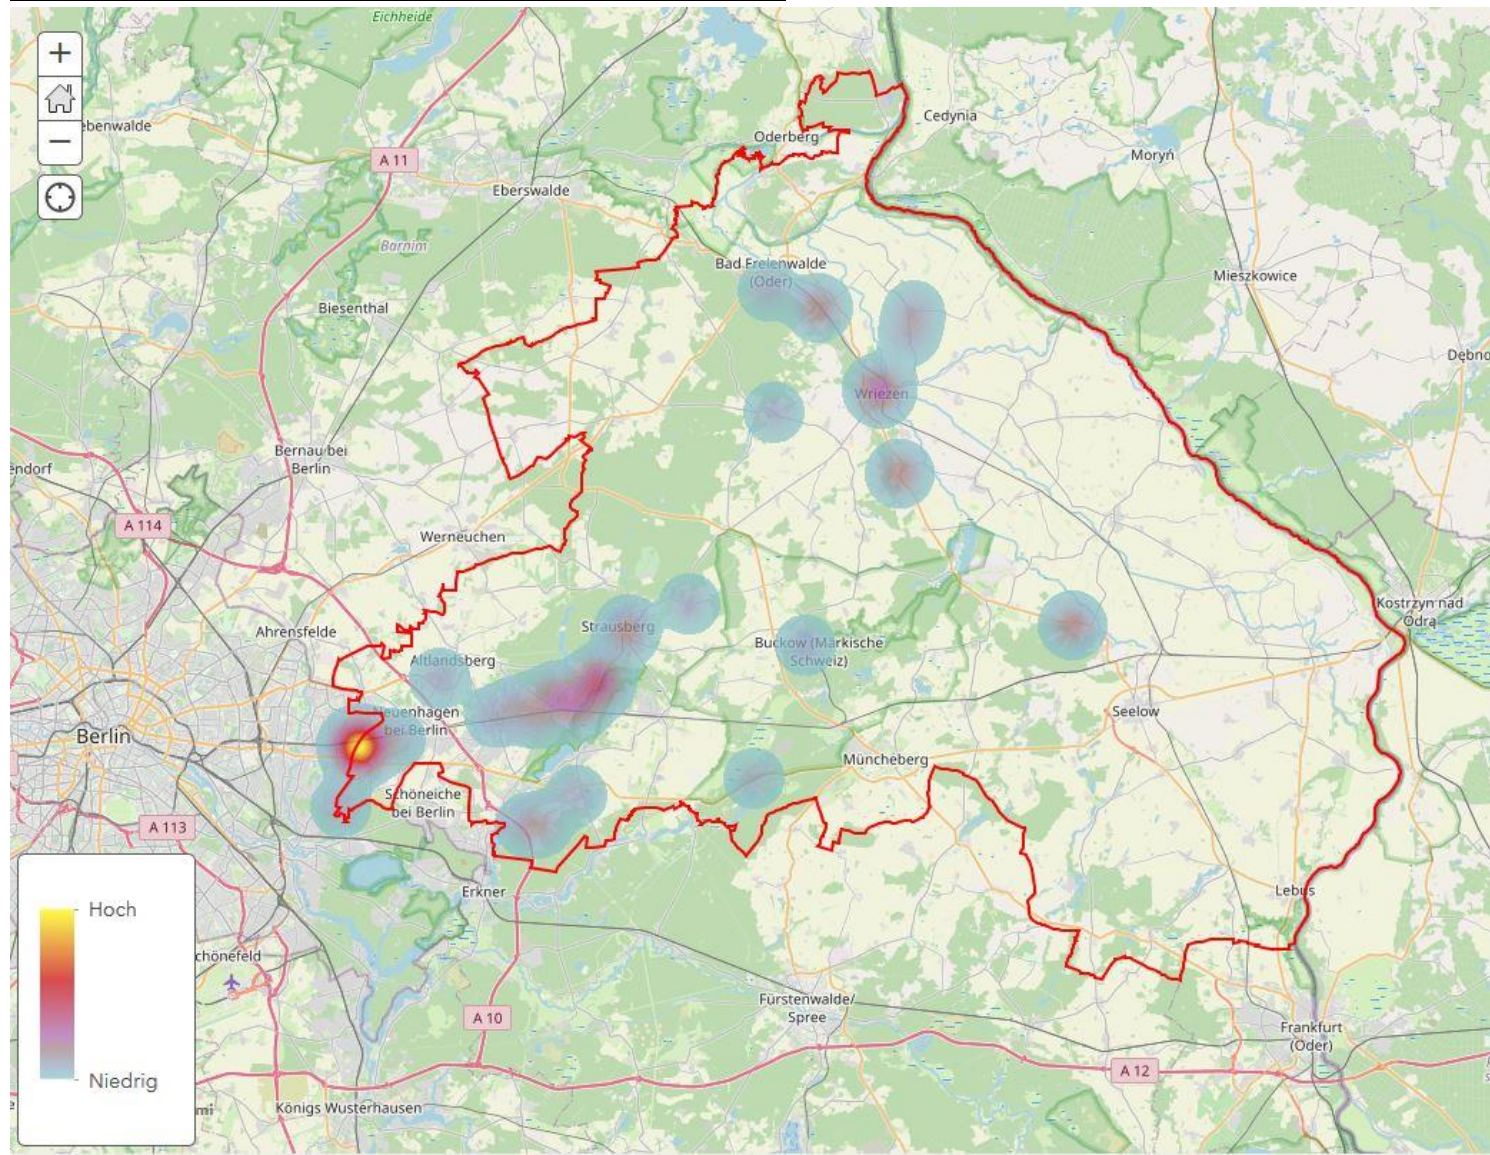 Eichheide
+
−
ebenwalde
A 11
Oderberg
Cedynia
Moryń
Eberswalde
Barnim
Bad Freienwalde
(Oder)
Mieszkowice
Biesenthal
Dębno
Wriezen
Bernau bei
Berlin
endorf
A 114
Werneuchen
Kostrzyn nad
Odrą
Ahrensfelde
Strausberg
Buckow (Märkische
Schweiz)
Altlandsberg
Neuenhagen
bei Berlin
Seelow
Berlin
Müncheberg
Schöneiche
bei Berlin
A 113
Erkner
Lebus
Hoch
chönefeld
Fürstenwalde/
Spree
A 10
Frankfurt
(Oder)
A 12
Niedrig
Königs Wusterhausen